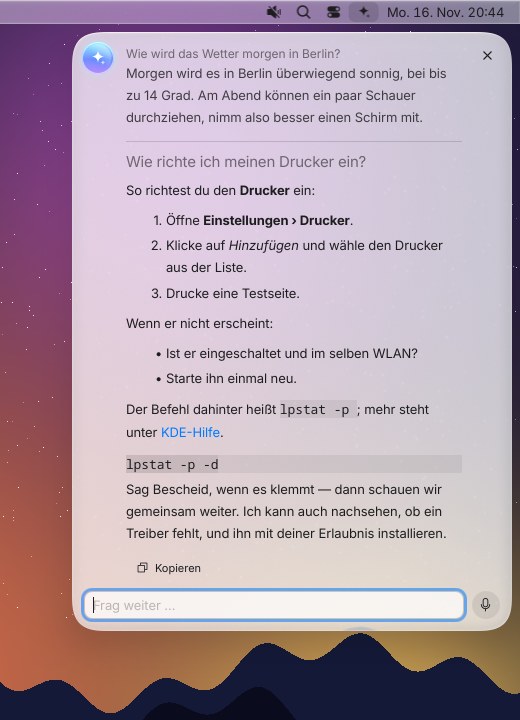 Mo. 16. Nov. 20:44
Wie wird das Wetter morgen in Berlin?
Morgen wird es in Berlin überwiegend sonnig, bei bis
zu 14 Grad. Am Abend können ein paar Schauer
durchziehen, nimm also besser einen Schirm mit.
Wie richte ich meinen Drucker ein?
So richtest du den Drucker ein:
1. Öffne Einstellungen › Drucker.
2. Klicke auf Hinzufügen und wähle den Drucker
aus der Liste.
3. Drucke eine Testseite.
Wenn er nicht erscheint:
• Ist er eingeschaltet und im selben WLAN?
• Starte ihn einmal neu.
Der Befehl dahinter heißt lpstat -p ; mehr steht
unter KDE-Hilfe.
lpstat -p -d
Sag Bescheid, wenn es klemmt — dann schauen wir
gemeinsam weiter. Ich kann auch nachsehen, ob ein
Treiber fehlt, und ihn mit deiner Erlaubnis installieren.
Kopieren
Frag weiter ...